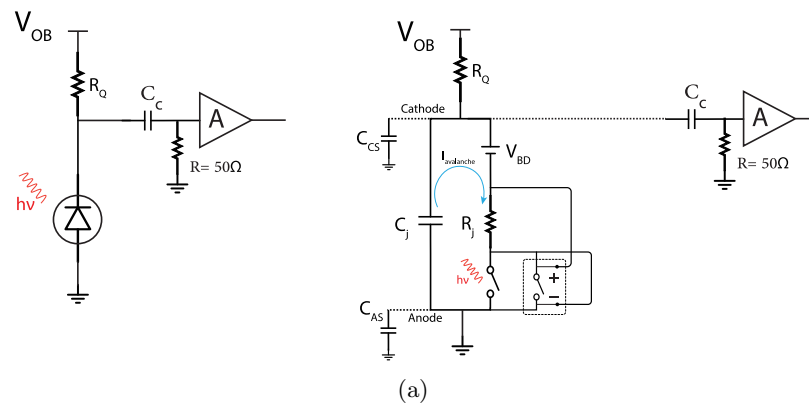 V_OB
R_Q
C_c
A
R= 50Ω
hν
V_OB
R_Q
Cathode
C_c
A
R= 50Ω
C_CS
V_BD
I_avalanche
C_j
R_j
hν
+
−
C_AS
Anode
(a)